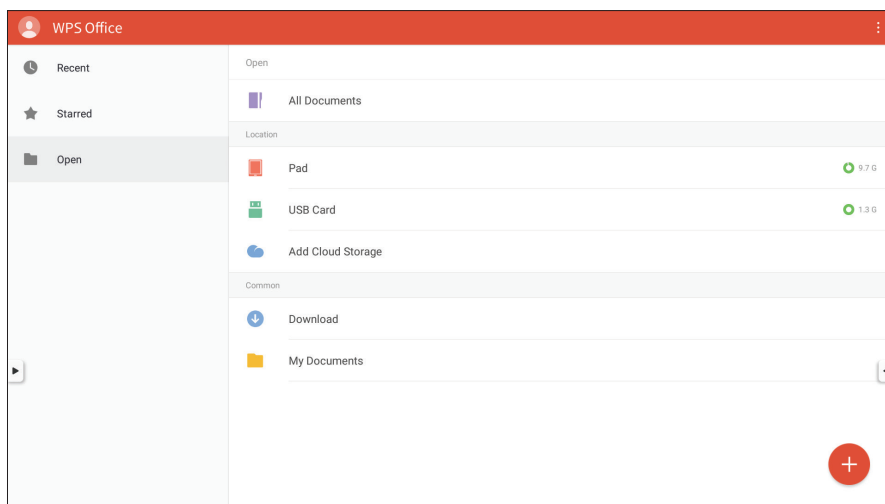 WPS Office
Recent
Starred
Open
Open
All Documents
Location
Pad
9.7 G
USB Card
1.3 G
Add Cloud Storage
Common
Download
My Documents